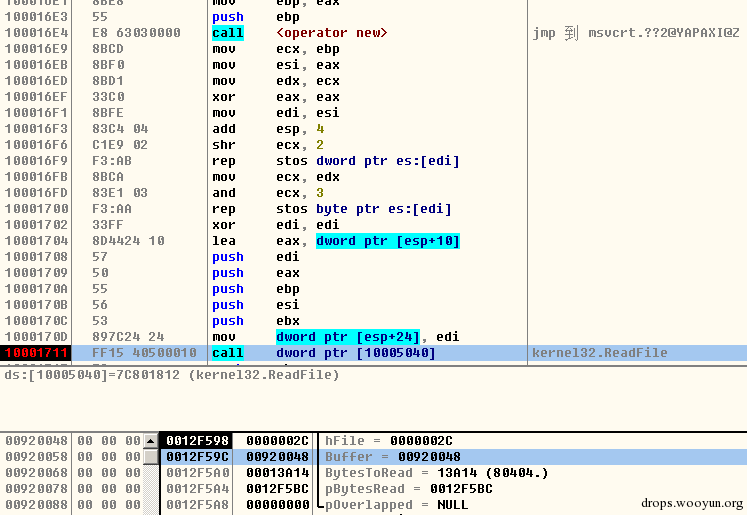 100016E1 8BE8 mov ebp, eax
100016E3 55 push ebp
100016E4 E8 63030000 call <operator new> jmp 到 msvcrt.??2@YAPAXI@Z
100016E9 8BCD mov ecx, ebp
100016EB 8BF0 mov esi, eax
100016ED 8BD1 mov edx, ecx
100016EF 33C0 xor eax, eax
100016F1 8BFE mov edi, esi
100016F3 83C4 04 add esp, 4
100016F6 C1E9 02 shr ecx, 2
100016F9 F3:AB rep stos dword ptr es:[edi]
100016FB 8BCA mov ecx, edx
100016FD 83E1 03 and ecx, 3
10001700 F3:AA rep stos byte ptr es:[edi]
10001702 33FF xor edi, edi
10001704 8D4424 10 lea eax, dword ptr [esp+10]
10001708 57 push edi
10001709 50 push eax
1000170A 55 push ebp
1000170B 56 push esi
1000170C 53 push ebx
1000170D 897C24 24 mov dword ptr [esp+24], edi
10001711 FF15 40500010 call dword ptr [10005040] kernel32.ReadFile
ds:[10005040]=7C801812 (kernel32.ReadFile)
00920048 00 00 00 0012F598 0000002C hFile = 0000002C
00920058 00 00 00 0012F59C 00920048 Buffer = 00920048
00920068 00 00 00 0012F5A0 00013A14 BytesToRead = 13A14 (80404.)
00920078 00 00 00 0012F5A4 0012F5BC pBytesRead = 0012F5BC
00920088 00 00 00 0012F5A8 00000000 pOverlapped = NULL
drops.wooyun.org